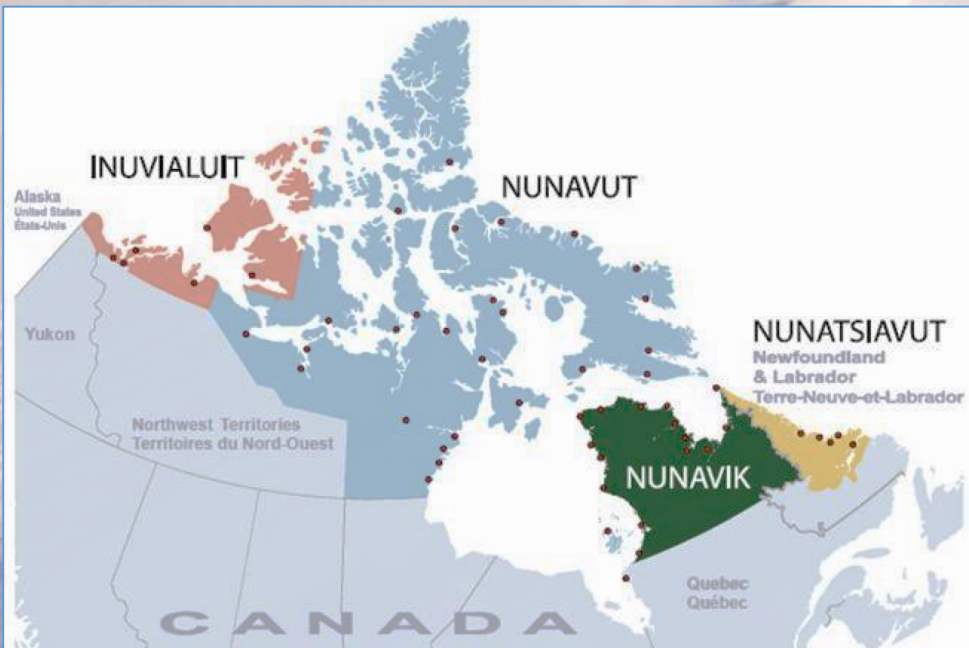 INUVIALUIT
NUNAVUT
Alaska
United States
États-Unis
Yukon
NUNATSIAVUT
Newfoundland
& Labrador
Terre-Neuve-et-Labrador
Northwest Territories
Territoires du Nord-Ouest
NUNAVIK
Quebec
Québec
CANADA